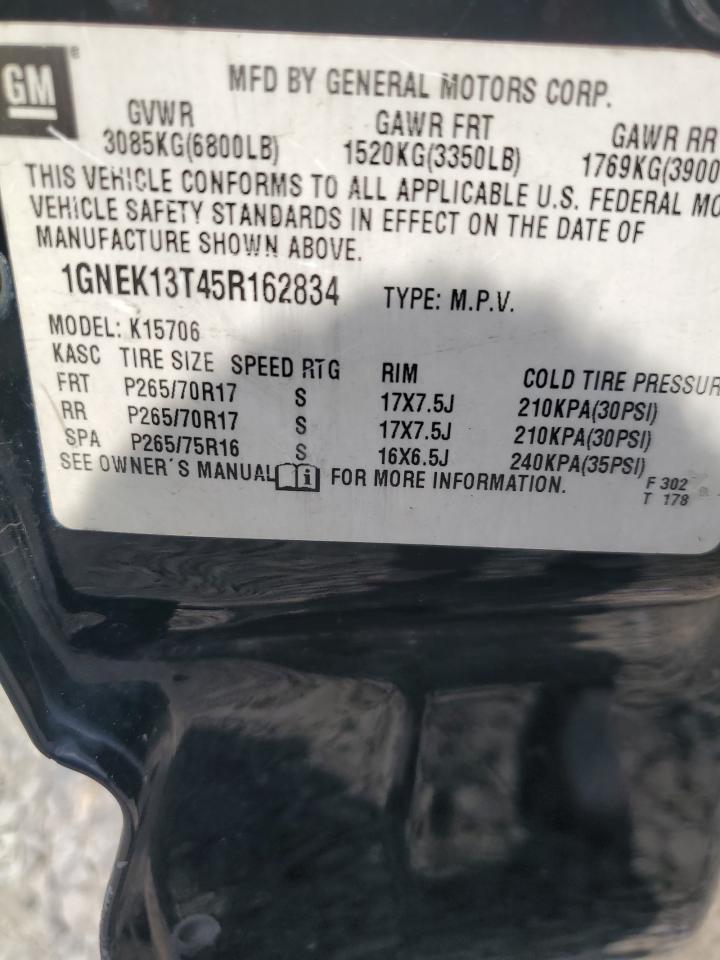 GM®
MFD BY GENERAL MOTORS CORP.
GVWR GAWR FRT GAWR RR
3085KG(6800LB) 1520KG(3350LB) 1769KG(3900
THIS VEHICLE CONFORMS TO ALL APPLICABLE U.S. FEDERAL MO
VEHICLE SAFETY STANDARDS IN EFFECT ON THE DATE OF
MANUFACTURE SHOWN ABOVE.
1GNEK13T45R162834 TYPE: M.P.V.
MODEL: K15706
KASC TIRE SIZE SPEED RTG RIM COLD TIRE PRESSUR
FRT P265/70R17 S 17X7.5J 210KPA(30PSI)
RR P265/70R17 S 17X7.5J 210KPA(30PSI)
SPA P265/75R16 S 16X6.5J 240KPA(35PSI)
SEE OWNER'S MANUAL i FOR MORE INFORMATION.
F 302
T 178